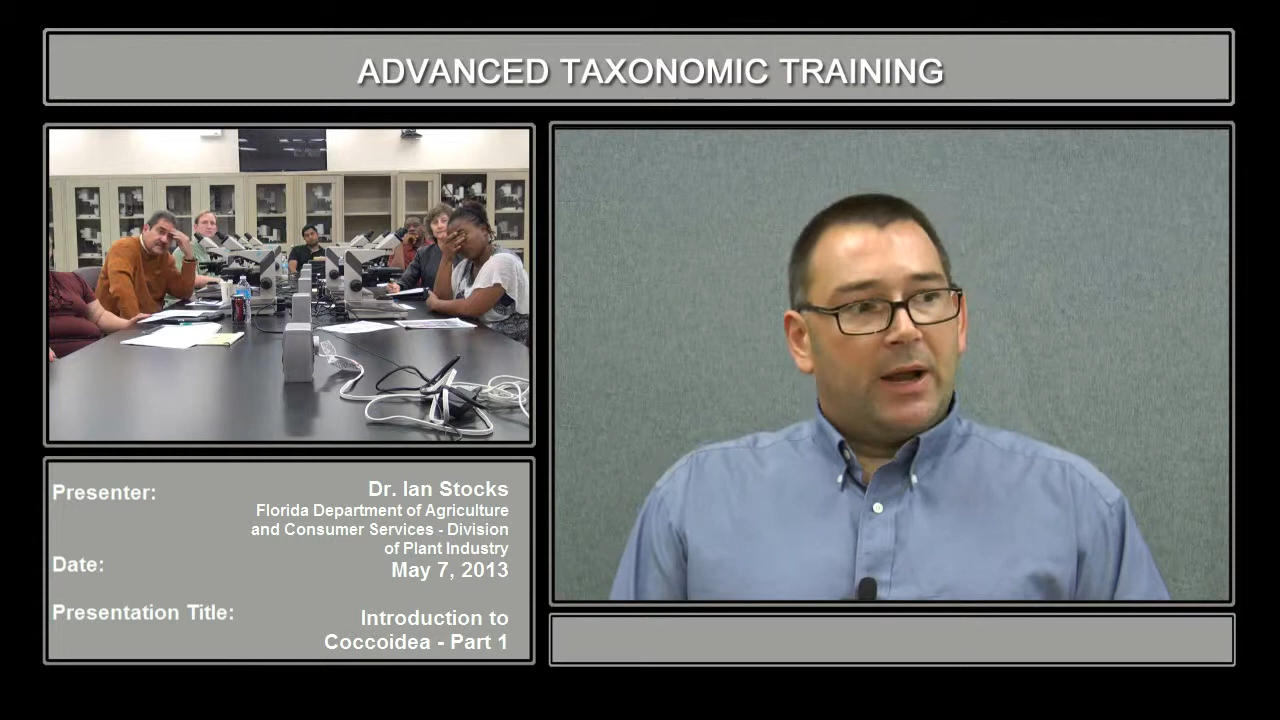 ADVANCED TAXONOMIC TRAINING
Presenter:
Dr. Ian Stocks
Florida Department of Agriculture
and Consumer Services - Division
of Plant Industry
Date:
May 7, 2013
Presentation Title:
Introduction to
Coccoidea - Part 1